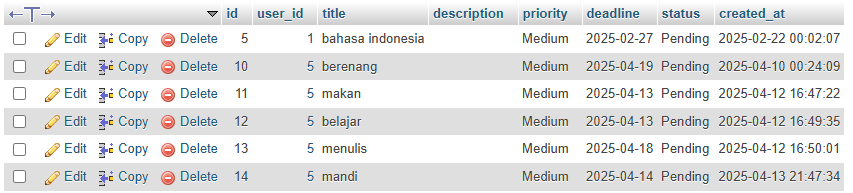 id user_id title description priority deadline status created_at
Edit Copy Delete 5 1 bahasa indonesia Medium 2025-02-27 Pending 2025-02-22 00:02:07
Edit Copy Delete 10 5 berenang Medium 2025-04-19 Pending 2025-04-10 00:24:09
Edit Copy Delete 11 5 makan Medium 2025-04-13 Pending 2025-04-12 16:47:22
Edit Copy Delete 12 5 belajar Medium 2025-04-13 Pending 2025-04-12 16:49:35
Edit Copy Delete 13 5 menulis Medium 2025-04-18 Pending 2025-04-12 16:50:01
Edit Copy Delete 14 5 mandi Medium 2025-04-14 Pending 2025-04-13 21:47:34